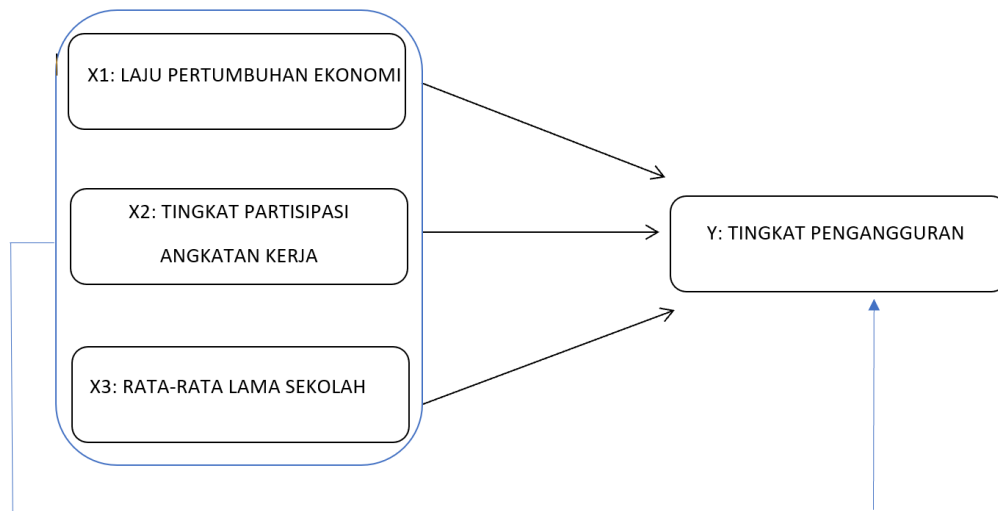 X1: LAJU PERTUMBUHAN EKONOMI
X2: TINGKAT PARTISIPASI
ANGKATAN KERJA
X3: RATA-RATA LAMA SEKOLAH
Y: TINGKAT PENGANGGURAN